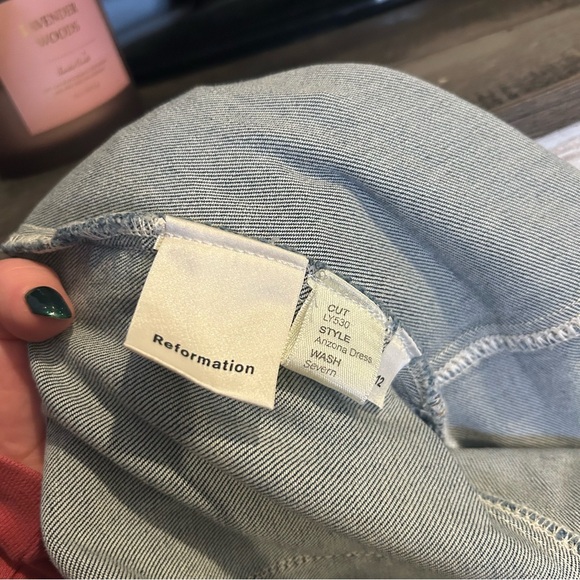 LAVENDER
WOODS
Reformation
CUT
LY530
STYLE
Arizona Dress
WASH
Severn
12